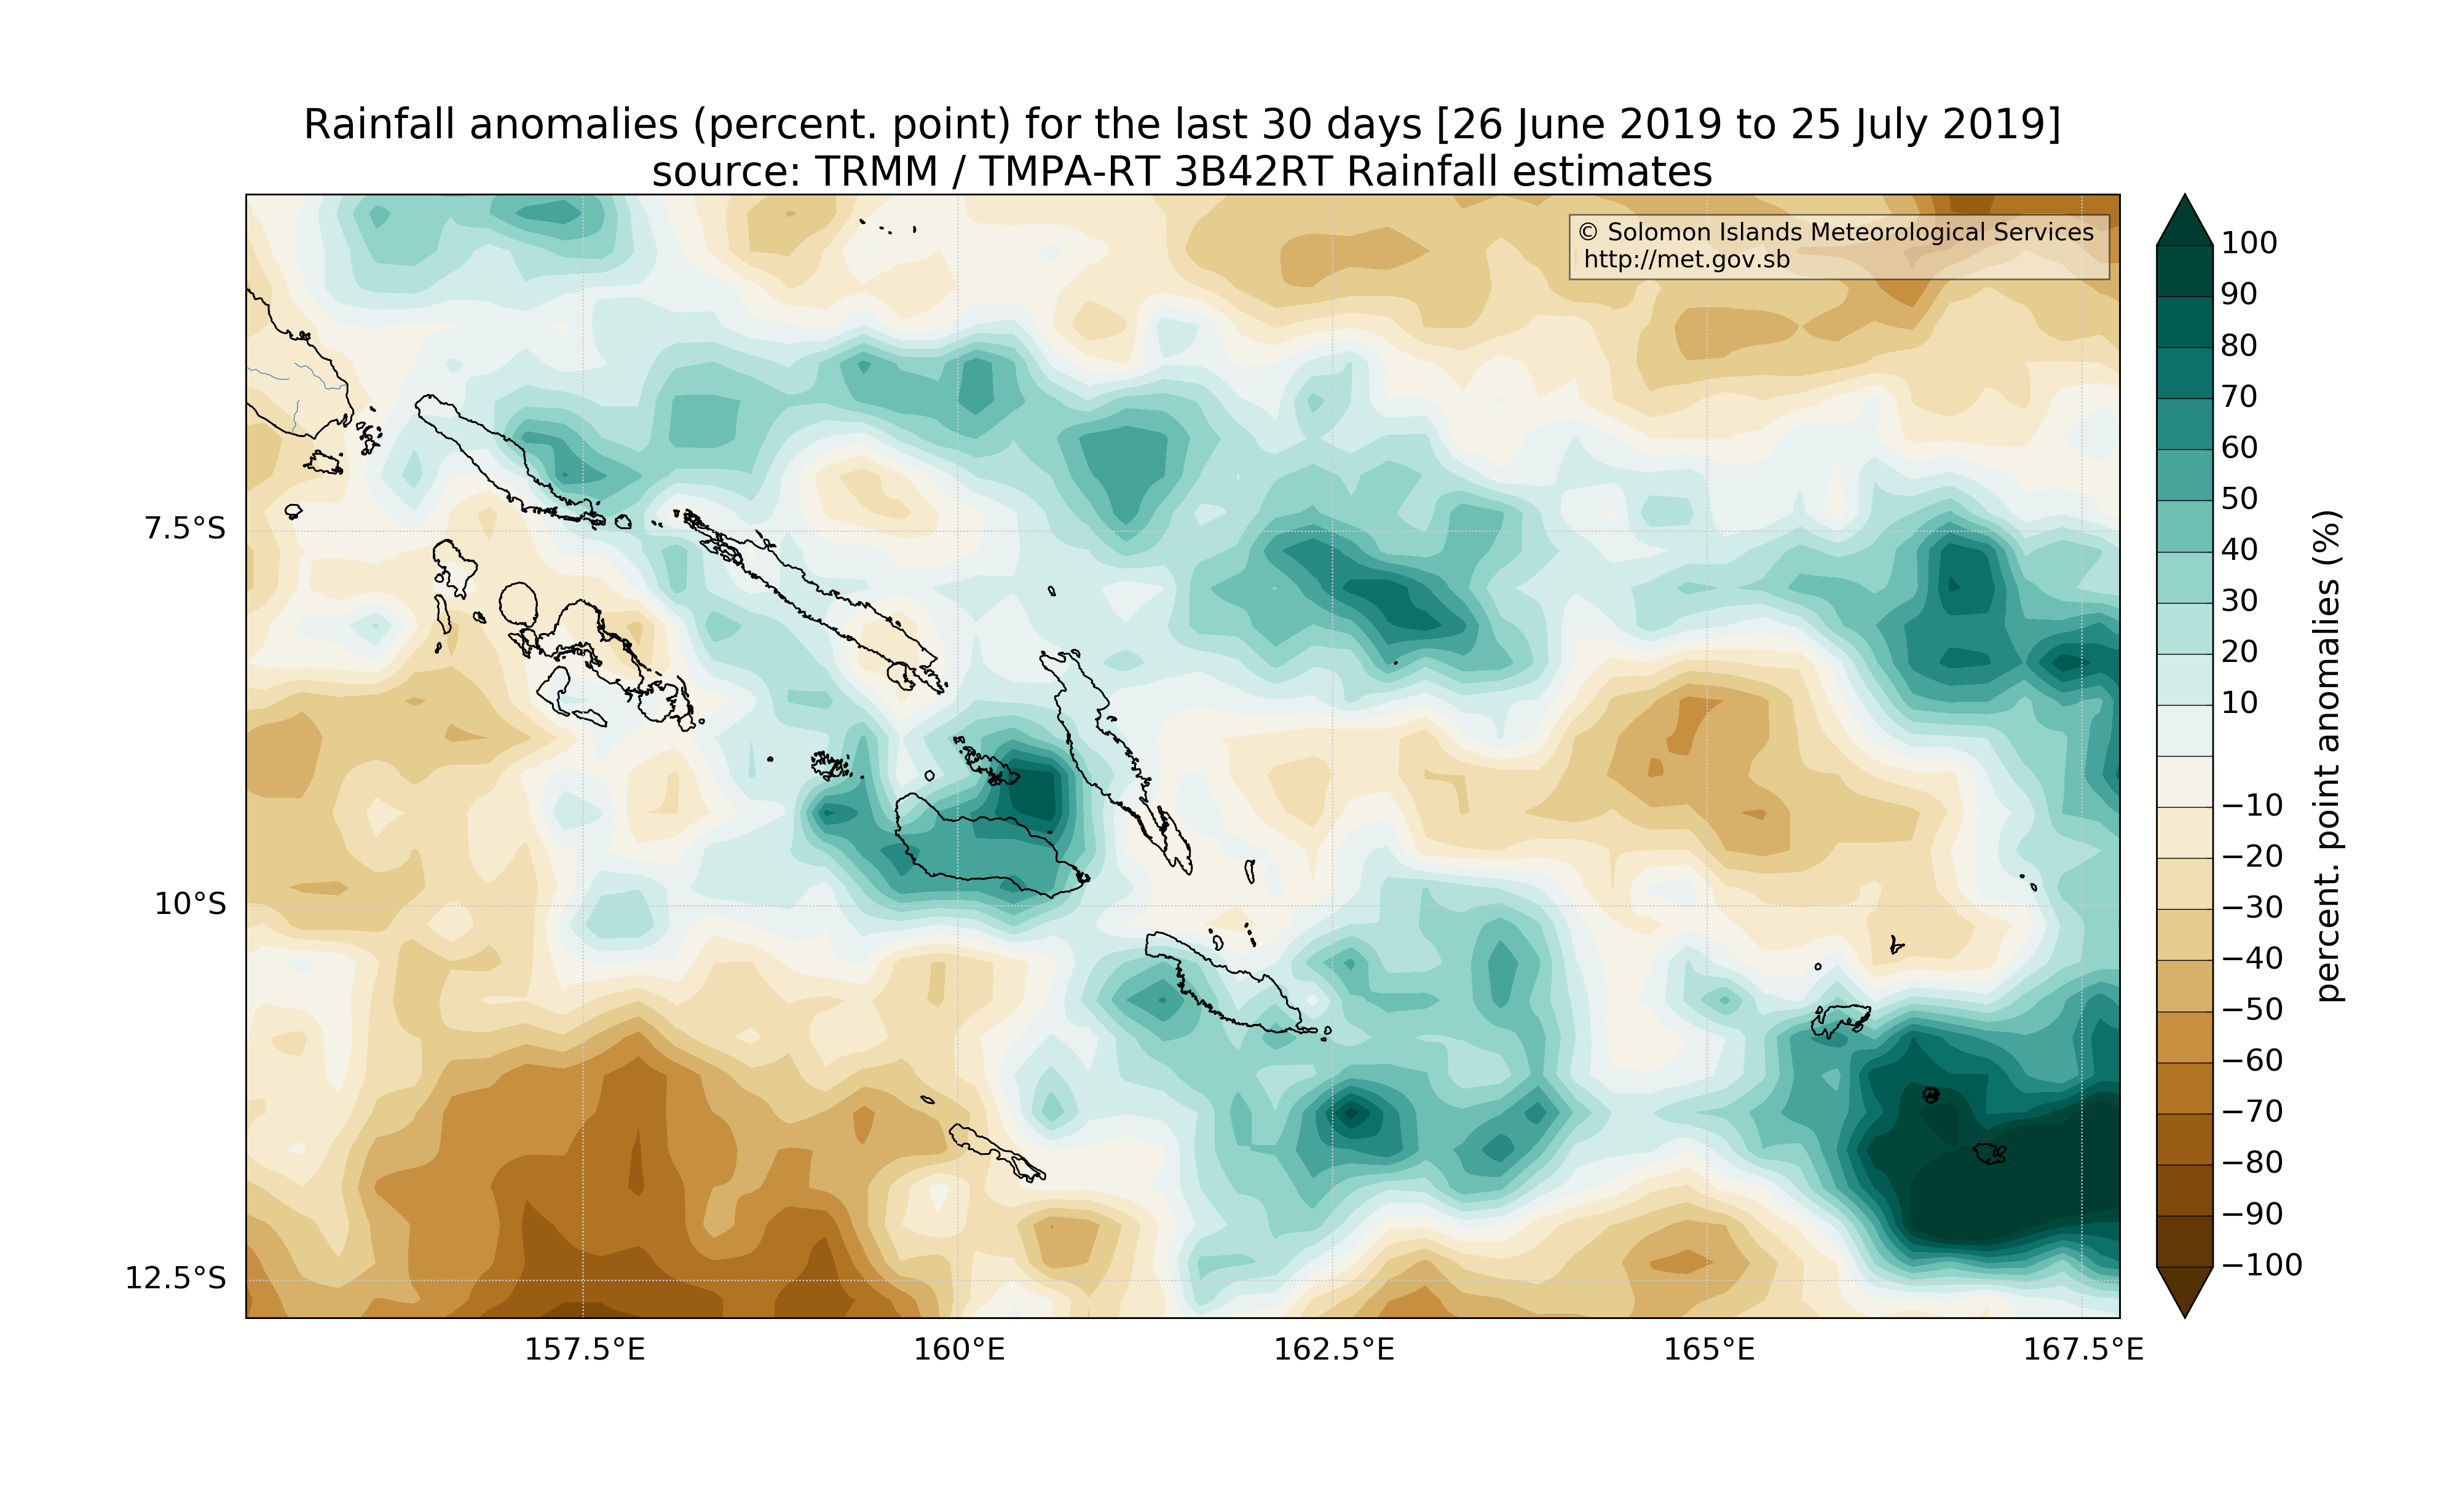 Rainfall anomalies (percent. point) for the last 30 days [26 June 2019 to 25 July 2019]
source: TRMM / TMPA-RT 3B42RT Rainfall estimates
© Solomon Islands Meteorological Services
http://met.gov.sb
7.5°S
10°S
12.5°S
157.5°E
160°E
162.5°E
165°E
167.5°E
100
90
80
70
60
50
40
30
20
10
−10
−20
−30
−40
−50
−60
−70
−80
−90
−100
percent. point anomalies (%)